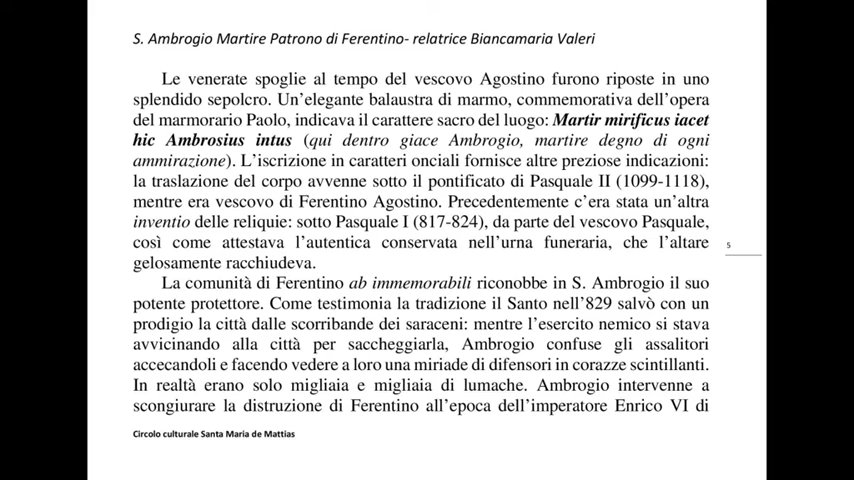 S. Ambrogio Martire Patrono di Ferentino- relatrice Biancamaria Valeri
Le venerate spoglie al tempo del vescovo Agostino furono riposte in uno
splendido sepolcro. Un’elegante balaustra di marmo, commemorativa dell’opera
del marmorario Paolo, indicava il carattere sacro del luogo: Martir mirificus iacet
hic Ambrosius intus (qui dentro giace Ambrogio, martire degno di ogni
ammirazione). L’iscrizione in caratteri onciali fornisce altre preziose indicazioni:
la traslazione del corpo avvenne sotto il pontificato di Pasquale II (1099-1118),
mentre era vescovo di Ferentino Agostino. Precedentemente c’era stata un’altra
inventio delle reliquie: sotto Pasquale I (817-824), da parte del vescovo Pasquale,
così come attestava l’autentica conservata nell’urna funeraria, che l’altare
gelosamente racchiudeva.
5
La comunità di Ferentino ab immemorabili riconobbe in S. Ambrogio il suo
potente protettore. Come testimonia la tradizione il Santo nell’829 salvò con un
prodigio la città dalle scorribande dei saraceni: mentre l’esercito nemico si stava
avvicinando alla città per saccheggiarla, Ambrogio confuse gli assalitori
accecandoli e facendo vedere a loro una miriade di difensori in corazze scintillanti.
In realtà erano solo migliaia e migliaia di lumache. Ambrogio intervenne a
scongiurare la distruzione di Ferentino all’epoca dell’imperatore Enrico VI di
Circolo culturale Santa Maria de Mattias